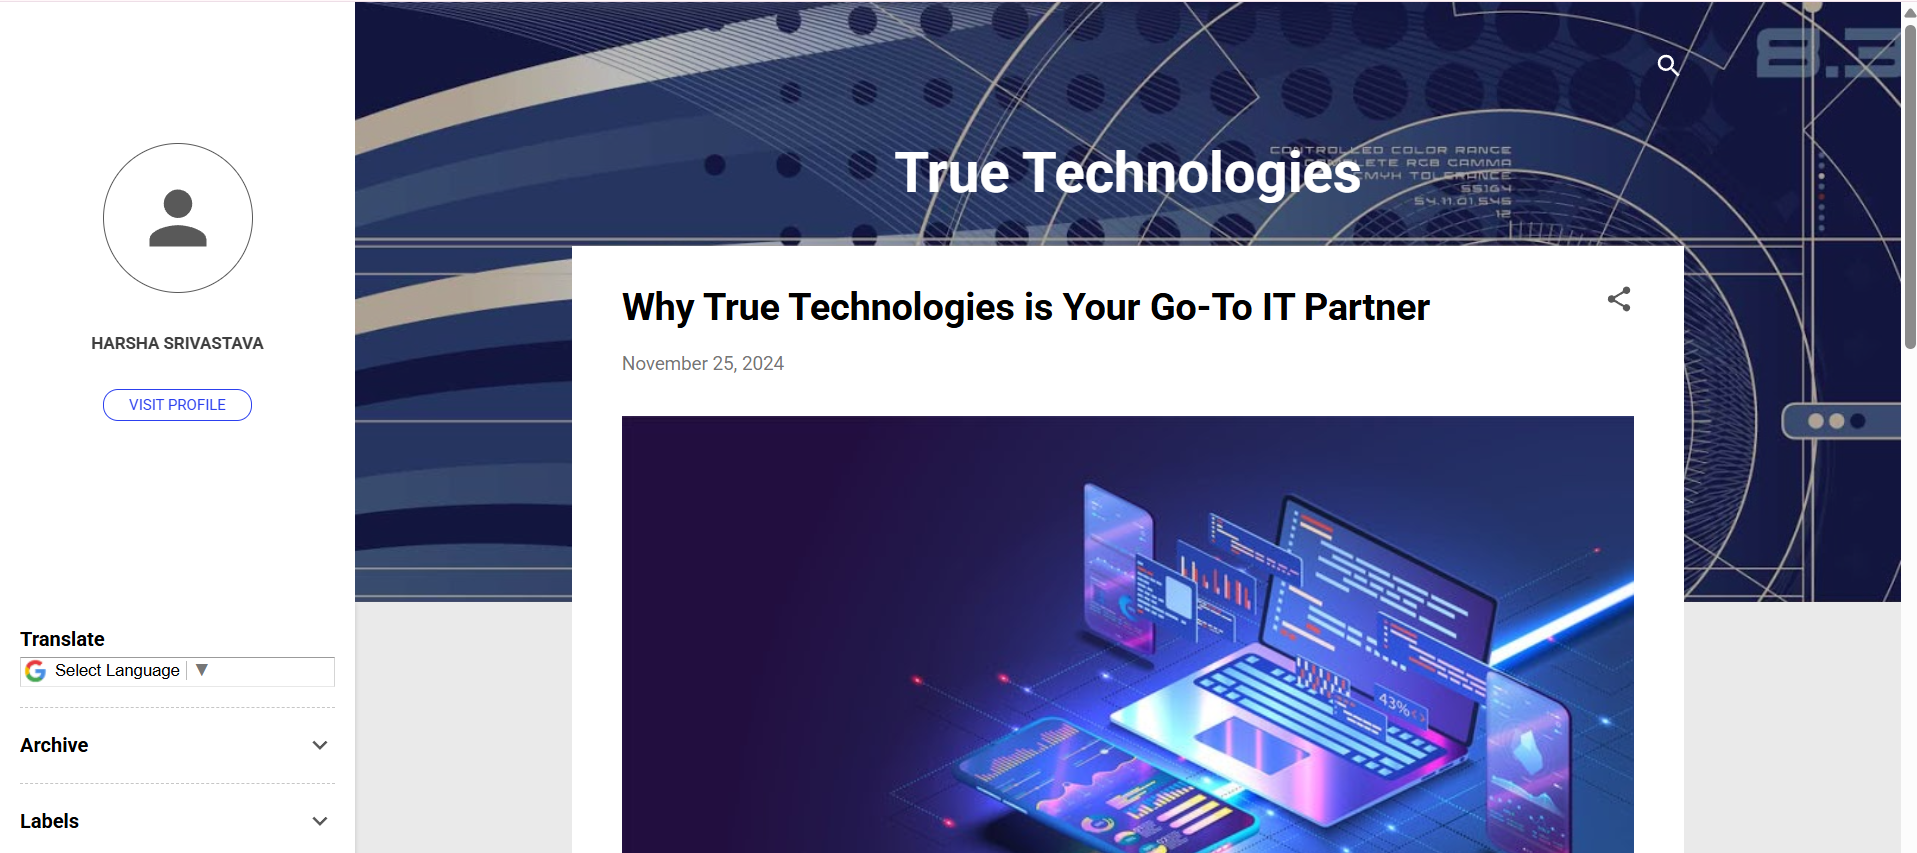 HARSHA SRIVASTAVA
VISIT PROFILE
Translate
Select Language ▼
Archive
Labels
8.3
CONTROLLED COLOR RANGE
COMPLETE RGB GAMMA
CMYK TOLERANCE
55164
54.11.01.545
12
True Technologies
Why True Technologies is Your Go-To IT Partner
November 25, 2024
43%<>